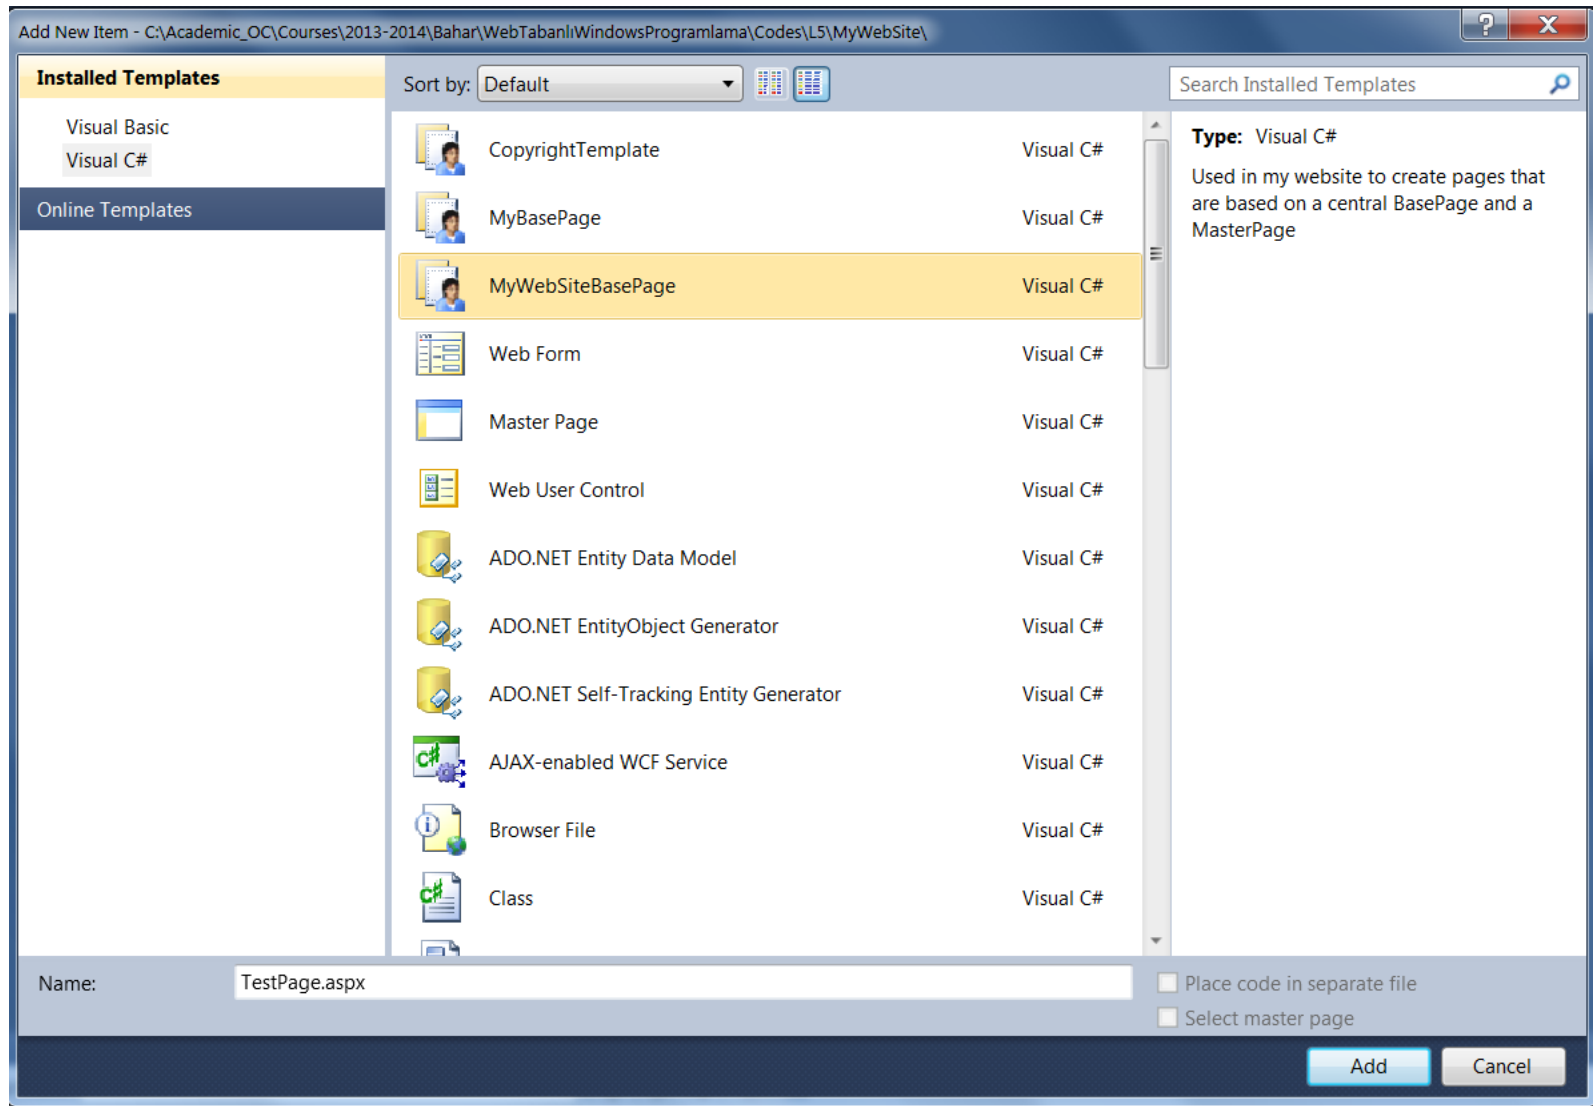 Add New Item - C:\Academic_OC\Courses\2013-2014\Bahar\WebTabanlıWindowsProgramlama\Codes\L5\MyWebSite\
Installed Templates
Visual Basic
Visual C#
Online Templates
Sort by: Default
Search Installed Templates
CopyrightTemplate Visual C#
MyBasePage Visual C#
MyWebSiteBasePage Visual C#
Web Form Visual C#
Master Page Visual C#
Web User Control Visual C#
ADO.NET Entity Data Model Visual C#
ADO.NET EntityObject Generator Visual C#
ADO.NET Self-Tracking Entity Generator Visual C#
AJAX-enabled WCF Service Visual C#
Browser File Visual C#
Class Visual C#
Type: Visual C#
Used in my website to create pages that
are based on a central BasePage and a
MasterPage
Name: TestPage.aspx
Place code in separate file
Select master page
Add Cancel